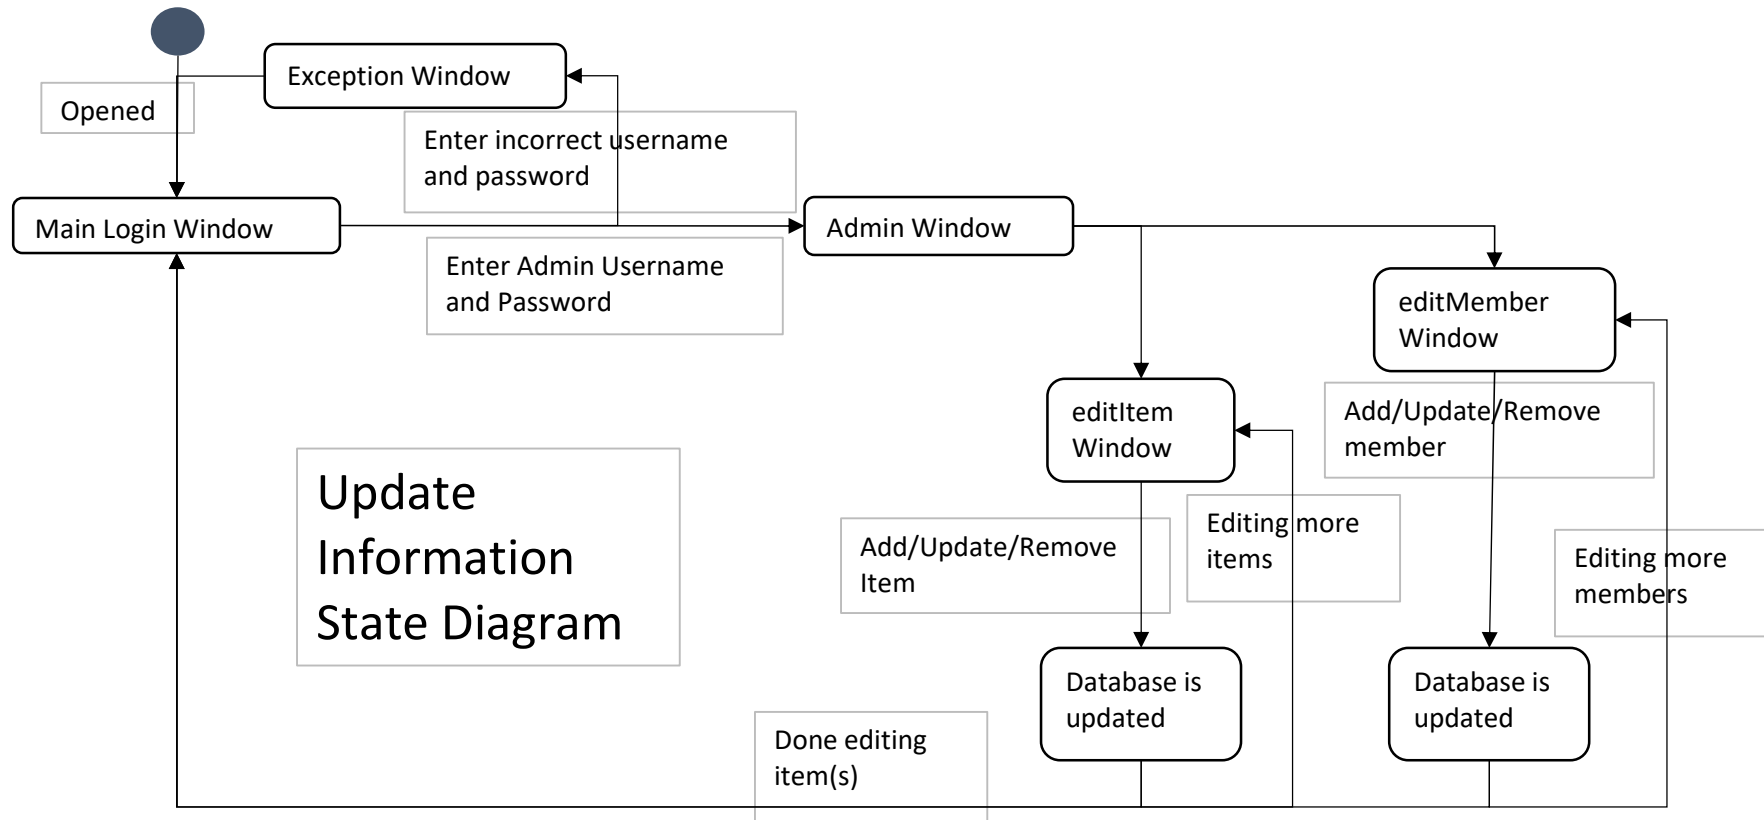 Exception Window
Opened
Enter incorrect username
and password
Main Login Window
Admin Window
Enter Admin Username
and Password
editMember
Window
editItem
Window
Add/Update/Remove
member
Update
Information
State Diagram
Add/Update/Remove
Item
Editing more
items
Editing more
members
Database is
updated
Database is
updated
Done editing
item(s)